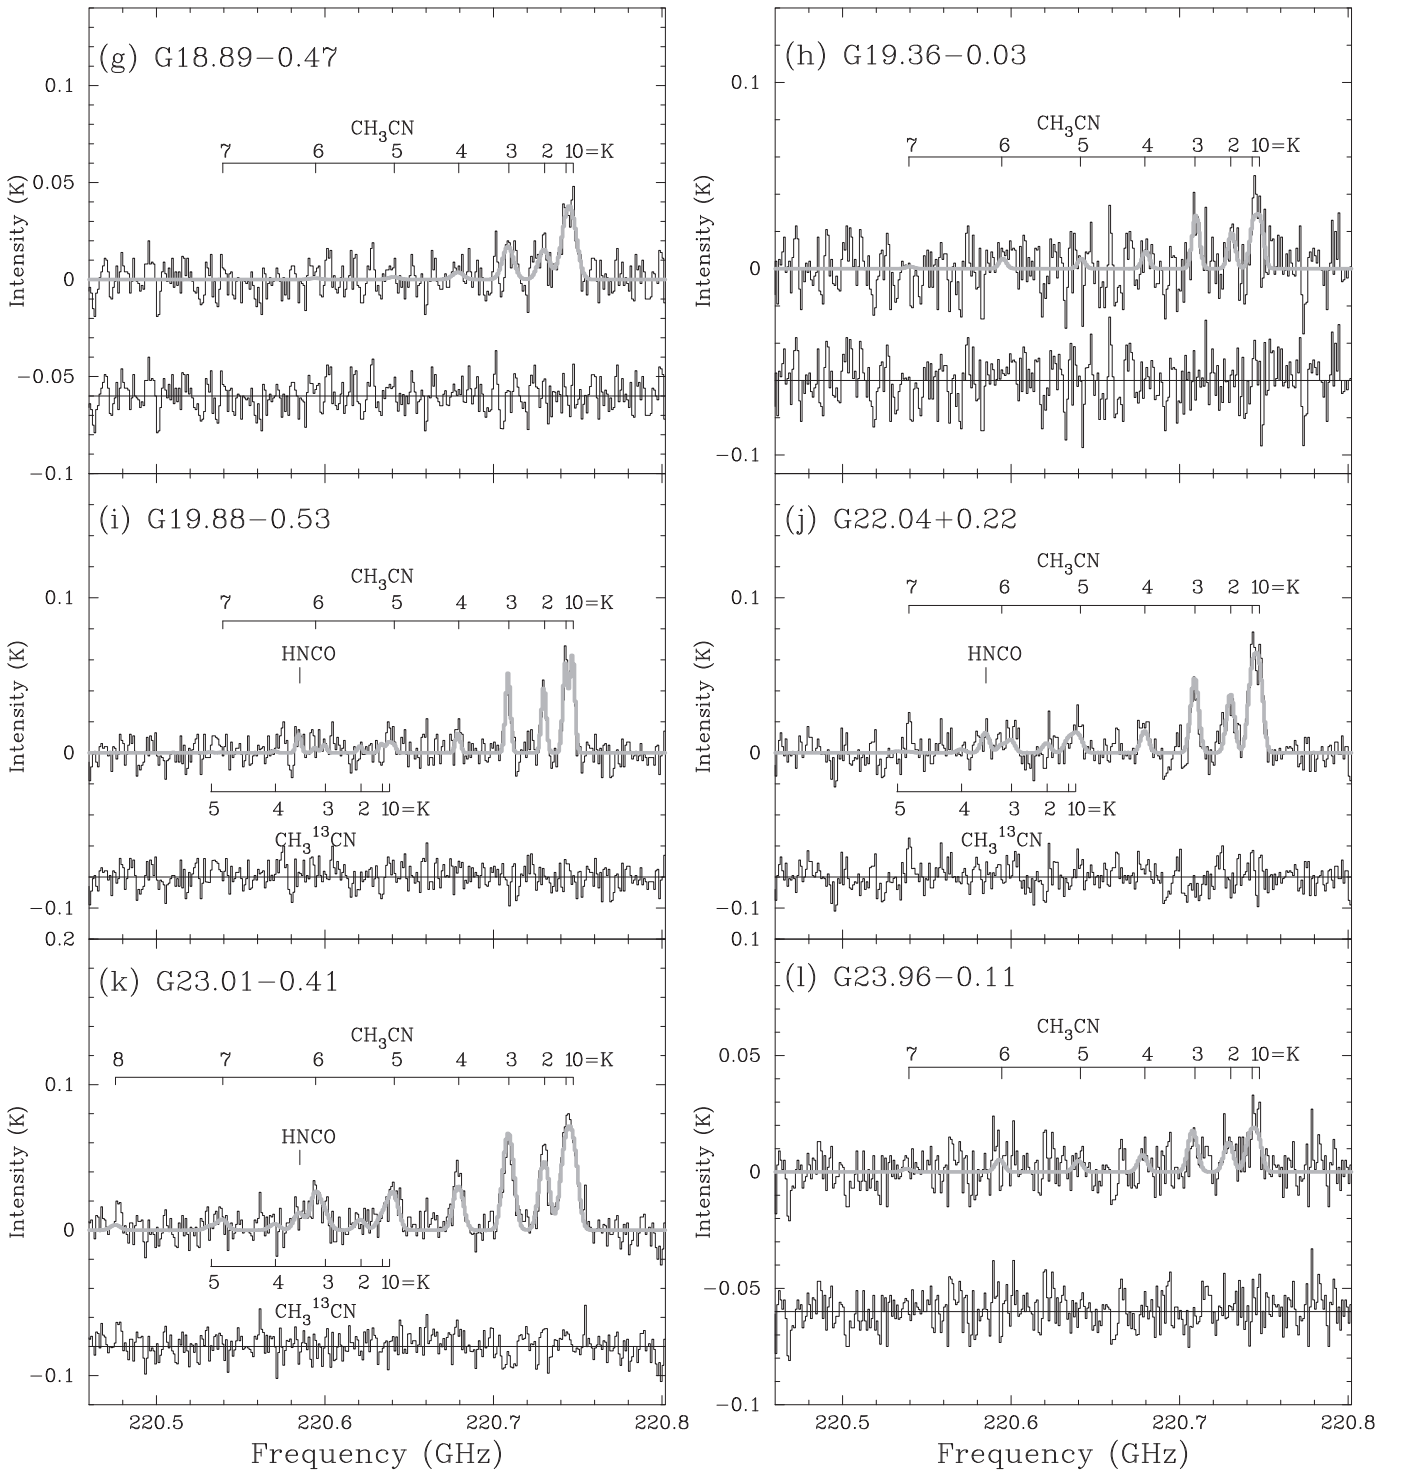 (g) G18.89−0.47
0.1
CH3CN
7 6 5 4 3 2 10=K
0.05
Intensity (K)
0
−0.05
−0.1
(h) G19.36−0.03
0.1
CH3CN
7 6 5 4 3 2 10=K
Intensity (K)
0
−0.1
(i) G19.88−0.53
CH3CN
0.1
7 6 5 4 3 2 10=K
HNCO
Intensity (K)
0
5 4 3 2 10=K
CH3¹³CN
−0.1
(j) G22.04+0.22
CH3CN
0.1
7 6 5 4 3 2 10=K
HNCO
Intensity (K)
0
5 4 3 2 10=K
CH3¹³CN
−0.1
0.2
(k) G23.01−0.41
CH3CN
8 7 6 5 4 3 2 10=K
0.1
HNCO
Intensity (K)
0
5 4 3 2 10=K
CH3¹³CN
−0.1
220.5 220.6 220.7 220.8
Frequency (GHz)
0.1
(l) G23.96−0.11
CH3CN
0.05
7 6 5 4 3 2 10=K
Intensity (K)
0
−0.05
−0.1
220.5 220.6 220.7 220.8
Frequency (GHz)